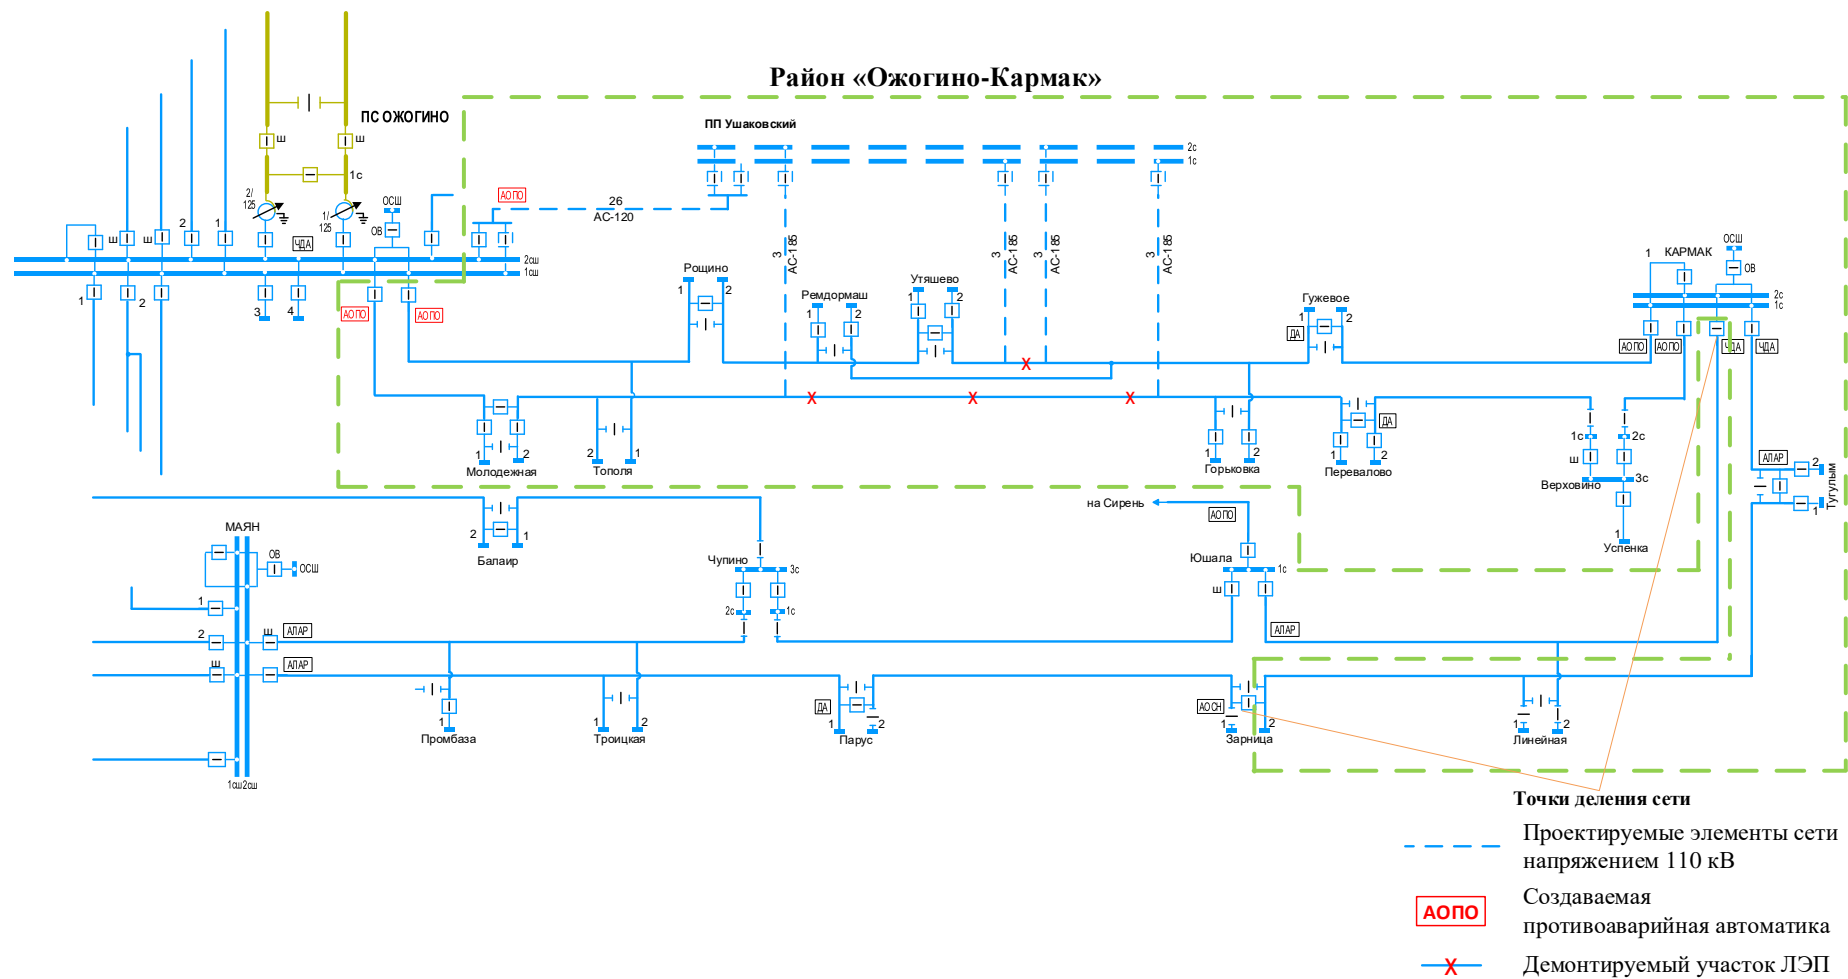 Район «Ожогино-Кармак»
ПС ОЖОГИНО
ПП Ушаковский
ш
ш
2с
1с
1с
2/
125
1/
125
ОСШ
ОВ
АОПО
26
АС-120
ЧДА
ш
ш
2
1
2сш
1сш
1
2
3
4
АОПО
АОПО
3
АС-185
3
АС-185
3
АС-185
3
АС-185
Рощино
1
2
Ремдормаш
1
2
Утяшево
1
2
Гужевое
1
2
ДА
1
КАРМАК
ОСШ
ОВ
2с
1с
АОПО
АОПО
ЧДА
ЧДА
X
X
X
X
1
2
Молодежная
2
1
Тополя
1
2
Горьковка
ДА
1
2
Перевалово
1с
2с
ш
3с
Верховино
1
Успенка
АЛАР
2
1
Тугулым
на Сирень
АОПО
МАЯН
ОВ
ОСШ
2
1
Балаир
Чупино
3с
2с
1с
Юшала
1с
ш
АЛАР
1
2
ш
АЛАР
ш
АЛАР
1
Промбаза
1
2
Троицкая
ДА
1
2
Парус
АОСН
1
2
Зарница
1
2
Линейная
1сш
2сш
Точки деления сети
Проектируемые элементы сети
напряжением 110 кВ
АОПО
Создаваемая
противоаварийная автоматика
X
Демонтируемый участок ЛЭП